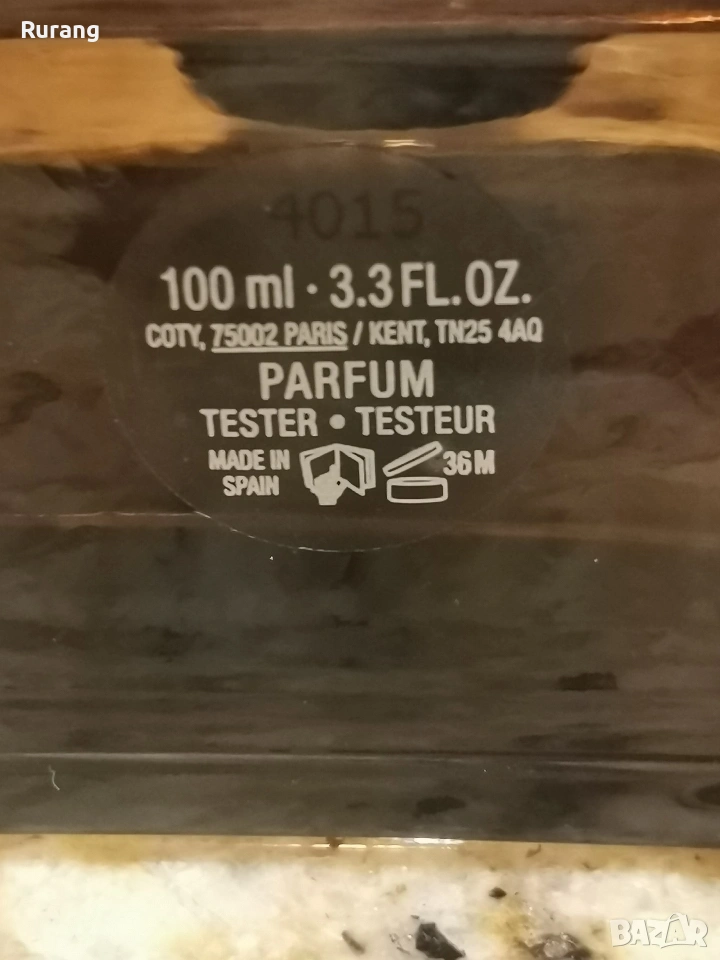 Rurang
4015
100 ml · 3.3 FL. OZ.
COTY, 75002 PARIS / KENT, TN25 4AQ
PARFUM
TESTER • TESTEUR
MADE IN
SPAIN
36 M
BAZAR